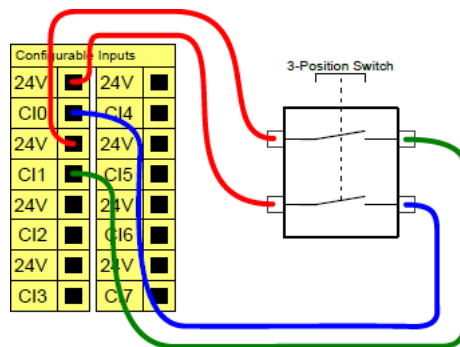 Configurable Inputs
3-Position Switch
24V 24V
CI0 CI4
24V 24V
CI1 CI5
24V 24V
CI2 CI6
24V 24V
CI3 CI7